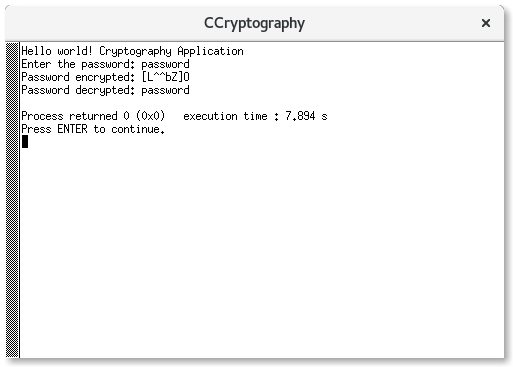 CCryptography
Hello world! Cryptography Application
Enter the password: password
Password encrypted: [L^^bZ]O
Password decrypted: password
Process returned 0 (0x0)   execution time : 7.894 s
Press ENTER to continue.